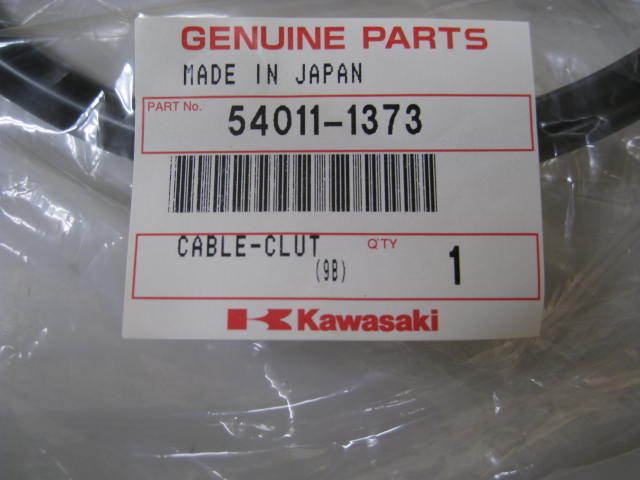 GENUINE PARTS
MADE IN JAPAN
PART No. 54011-1373
CABLE-CLUT Q'TY 1
(9B)
Kawasaki